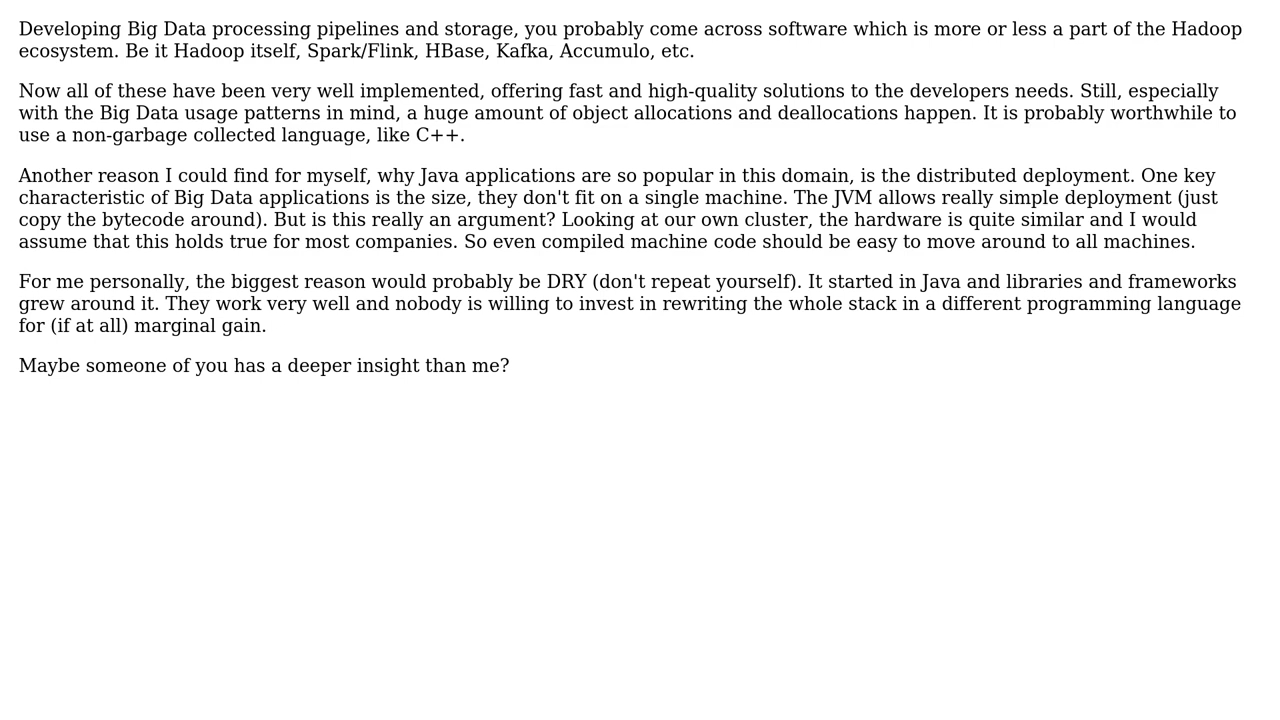 Developing Big Data processing pipelines and storage, you probably come across software which is more or less a part of the Hadoop
ecosystem. Be it Hadoop itself, Spark/Flink, HBase, Kafka, Accumulo, etc.
Now all of these have been very well implemented, offering fast and high-quality solutions to the developers needs. Still, especially
with the Big Data usage patterns in mind, a huge amount of object allocations and deallocations happen. It is probably worthwhile to
use a non-garbage collected language, like C++.
Another reason I could find for myself, why Java applications are so popular in this domain, is the distributed deployment. One key
characteristic of Big Data applications is the size, they don't fit on a single machine. The JVM allows really simple deployment (just
copy the bytecode around). But is this really an argument? Looking at our own cluster, the hardware is quite similar and I would
assume that this holds true for most companies. So even compiled machine code should be easy to move around to all machines.
For me personally, the biggest reason would probably be DRY (don't repeat yourself). It started in Java and libraries and frameworks
grew around it. They work very well and nobody is willing to invest in rewriting the whole stack in a different programming language
for (if at all) marginal gain.
Maybe someone of you has a deeper insight than me?